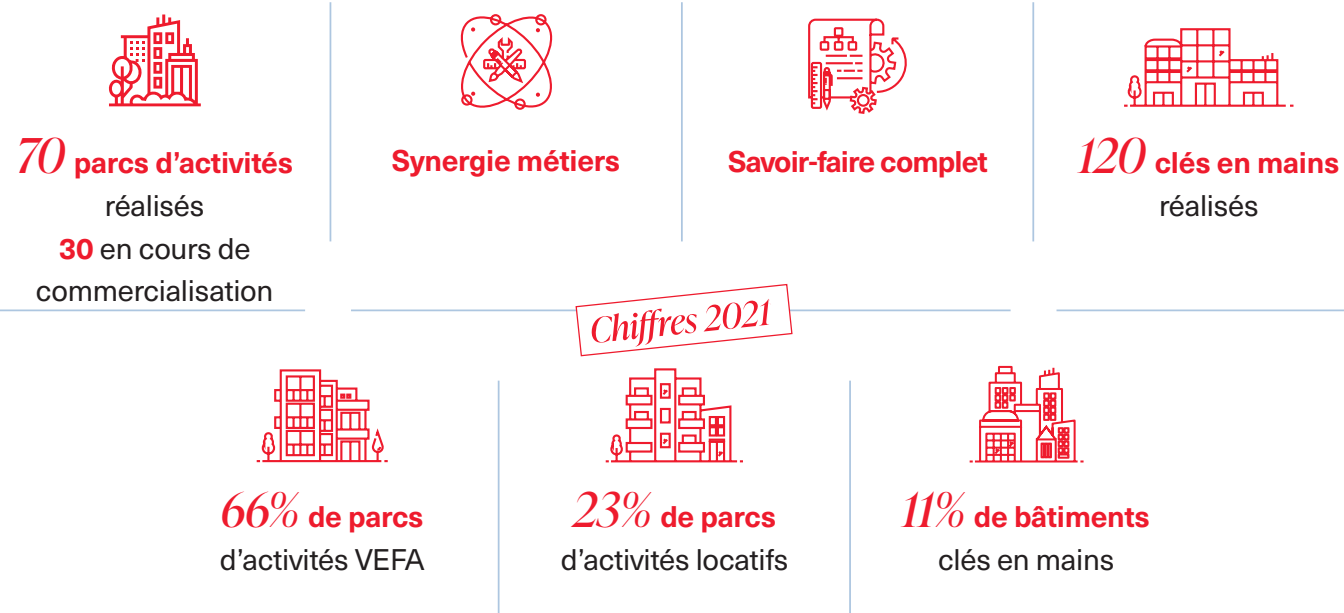 70 parcs d’activités
réalisés
30 en cours de
commercialisation
Synergie métiers
Savoir-faire complet
120 clés en mains
réalisés
Chiffres 2021
66% de parcs
d’activités VEFA
23% de parcs
d’activités locatifs
11% de bâtiments
clés en mains